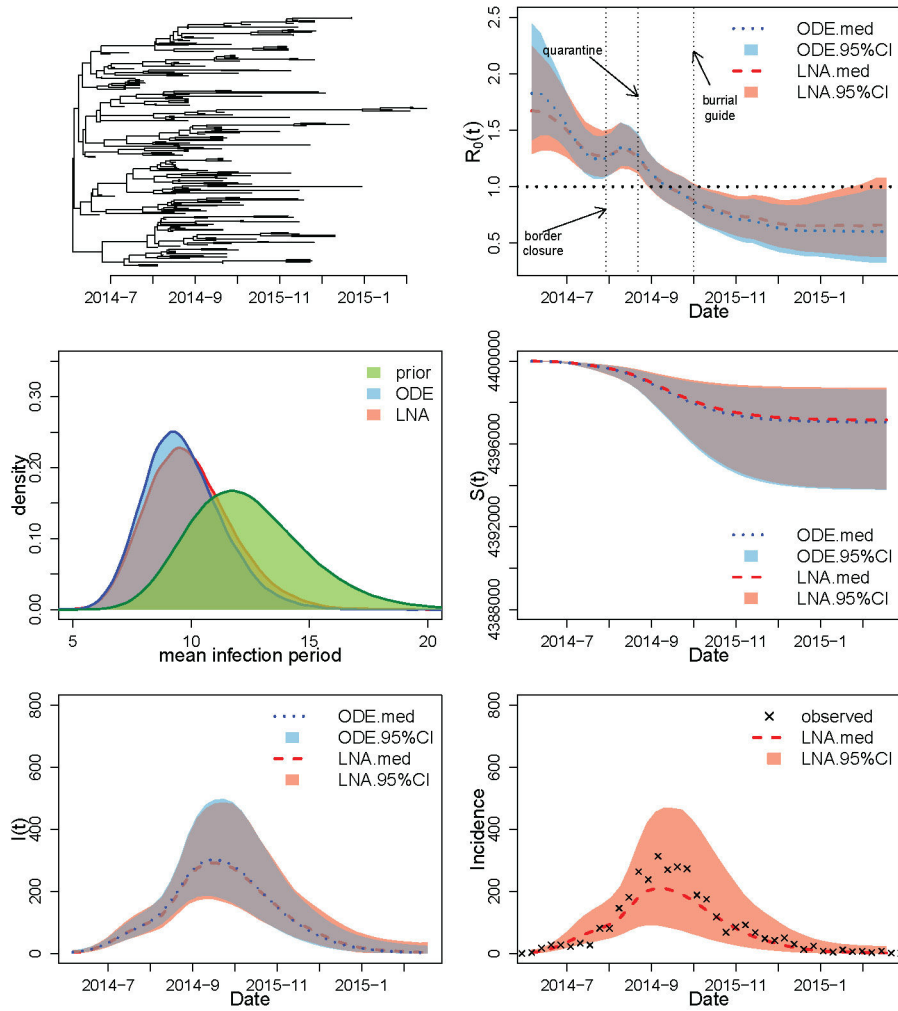 2014-7 2014-9 2015-11 2015-1
R₀(t)
0.5 1.0 1.5 2.0 2.5
ODE.med
ODE.95%CI
LNA.med
LNA.95%CI
quarantine
burrial
guide
border
closure
2014-7 2014-9 2015-11 2015-1
Date
density
0.00 0.10 0.20 0.30
prior
ODE
LNA
5 10 15 20
mean infection period
S(t)
4388000 4392000 4396000 4400000
ODE.med
ODE.95%CI
LNA.med
LNA.95%CI
2014-7 2014-9 2015-11 2015-1
Date
I(t)
0 200 400 600 800
ODE.med
ODE.95%CI
LNA.med
LNA.95%CI
2014-7 2014-9 2015-11 2015-1
Date
Incidence
0 200 400 600 800
observed
LNA.med
LNA.95%CI
2014-7 2014-9 2015-11 2015-1
Date